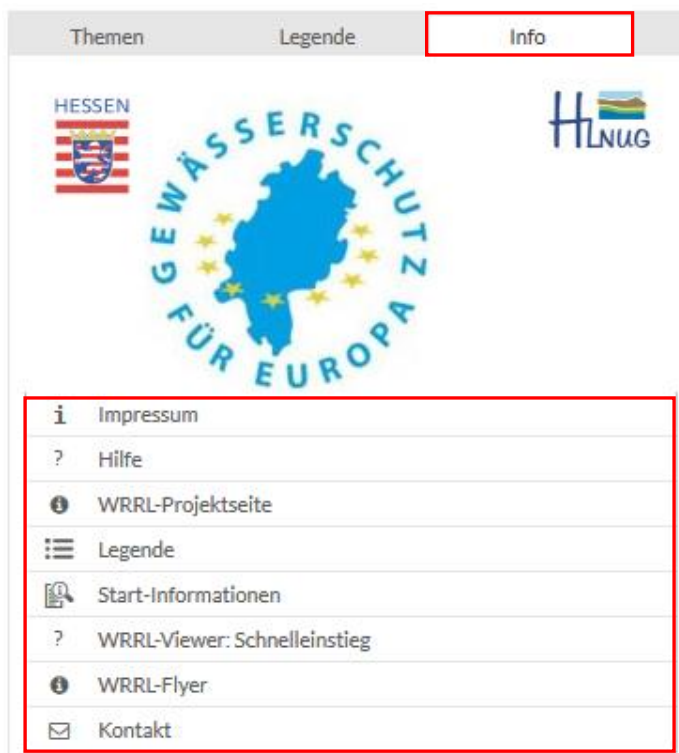 Themen Legende Info
HESSEN
HLNUG
GEWÄSSERSCHUTZ
FÜR EUROPA
i Impressum
? Hilfe
WRRL-Projektseite
Legende
Start-Informationen
? WRRL-Viewer: Schnelleinstieg
WRRL-Flyer
Kontakt